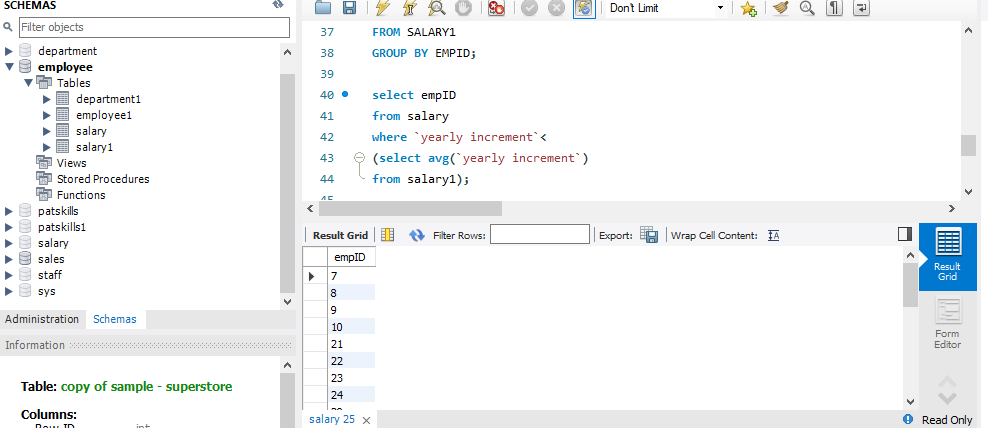 SCHEMAS
Filter objects
department
employee
Tables
department1
employee1
salary
salary1
Views
Stored Procedures
Functions
patskills
patskills1
salary
sales
staff
sys
Administration Schemas
Information
Table: copy of sample - superstore
Columns:
int
Don't Limit
37 FROM SALARY1
38 GROUP BY EMPID;
39
40 select empID
41 from salary
42 where `yearly increment`<
43 (select avg(`yearly increment`)
44 from salary1);
Result Grid Filter Rows: Export: Wrap Cell Content:
empID
7
8
9
10
21
22
23
24
Result
Grid
Form
Editor
salary 25
Read Only